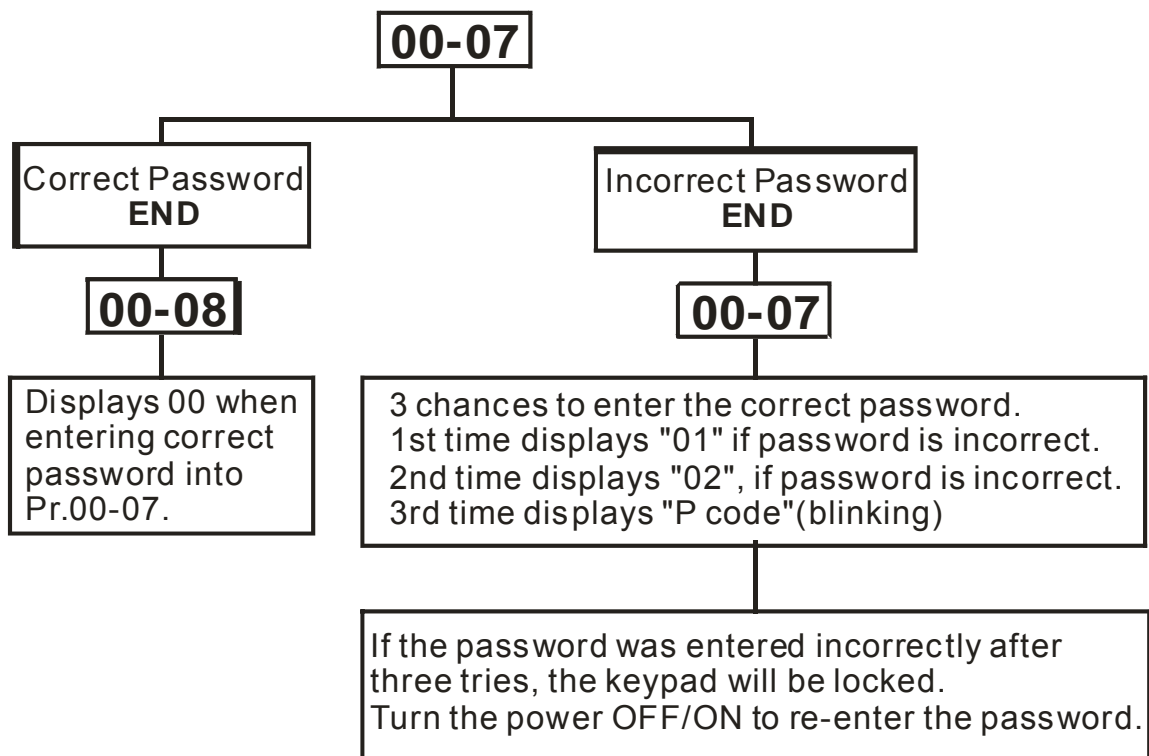 00-07
Correct Password
END
Incorrect Password
END
00-08
00-07
Displays 00 when
entering correct
password into
Pr.00-07.
3 chances to enter the correct password.
1st time displays "01" if password is incorrect.
2nd time displays "02", if password is incorrect.
3rd time displays "P code"(blinking)
If the password was entered incorrectly after
three tries, the keypad will be locked.
Turn the power OFF/ON to re-enter the password.